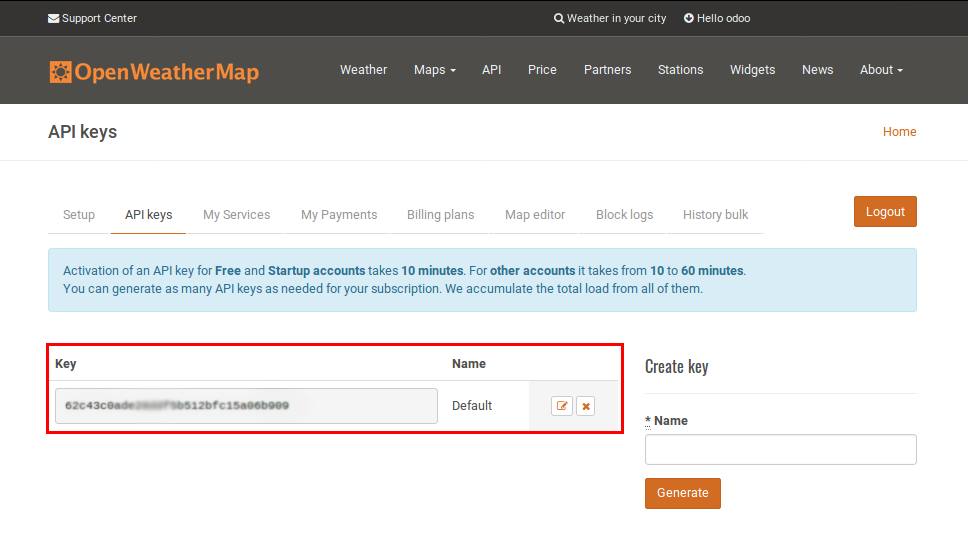 Support Center
Weather in your city
Hello odoo
OpenWeatherMap
Weather
Maps
API
Price
Partners
Stations
Widgets
News
About
API keys
Home
Setup
API keys
My Services
My Payments
Billing plans
Map editor
Block logs
History bulk
Logout
Activation of an API key for Free and Startup accounts takes 10 minutes. For other accounts it takes from 10 to 60 minutes.
You can generate as many API keys as needed for your subscription. We accumulate the total load from all of them.
Key
Name
Default
Create key
* Name
Generate